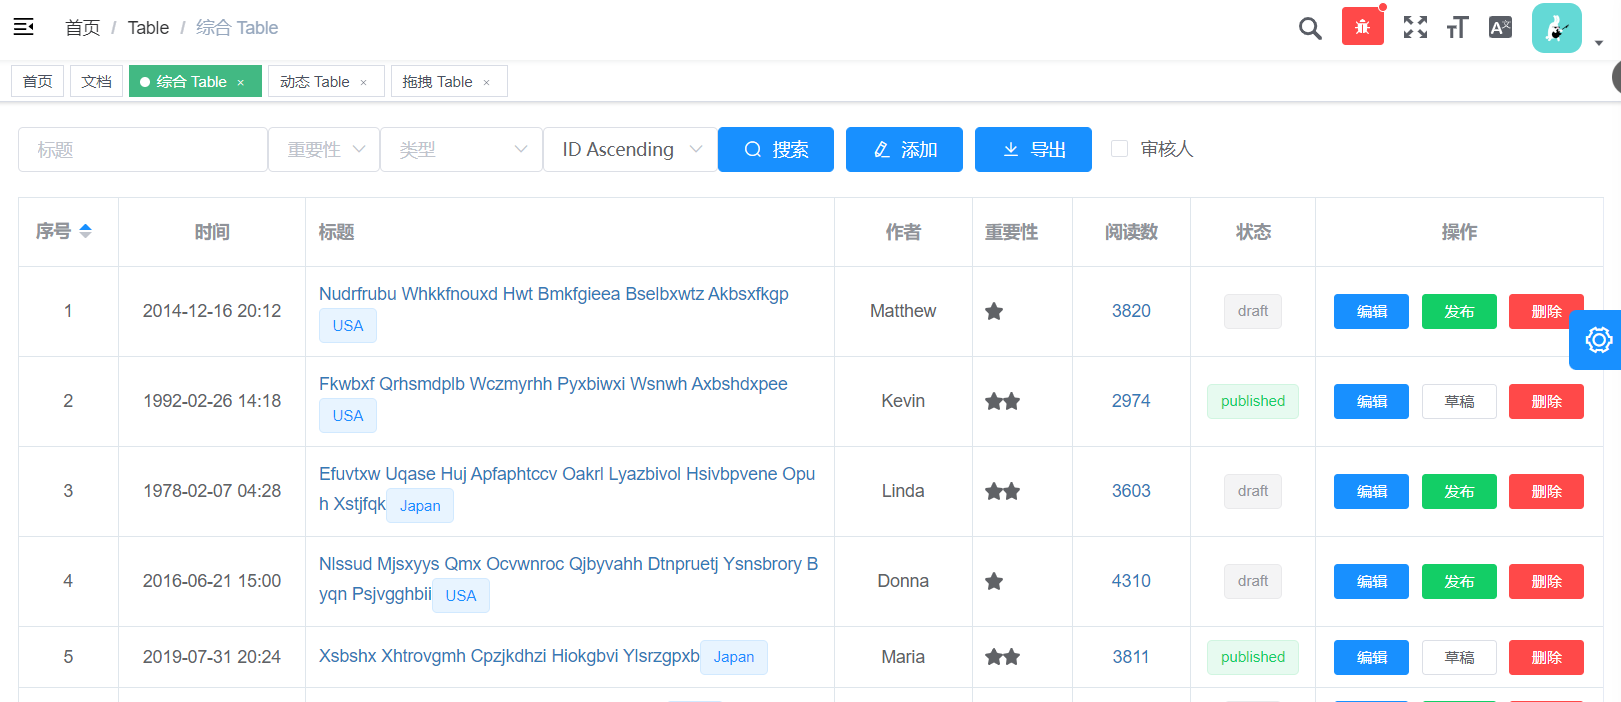 首页 / Table / 综合 Table
首页 文档 综合 Table × 动态 Table × 拖拽 Table ×
标题 重要性 类型 ID Ascending 搜索 添加 导出 审核人
序号 时间 标题 作者 重要性 阅读数 状态 操作
1 2014-12-16 20:12 Nudrfrubu Whkkfnouxd Hwt Bmkfgieea Bselbxwtz Akbsxfkgp Matthew 3820 draft 编辑 发布 删除
USA
2 1992-02-26 14:18 Fkwbxf Qrhsmdplb Wczmyrhh Pyxbiwxi Wsnwh Axbshdxpee Kevin 2974 published 编辑 草稿 删除
USA
3 1978-02-07 04:28 Efuvtxw Uqase Huj Apfaphtccv Oakrl Lyazbivol Hsivbpvene Opu Linda 3603 draft 编辑 发布 删除
h Xstjfqk Japan
4 2016-06-21 15:00 Nlssud Mjsxyys Qmx Ocvwnroc Qjbyvahh Dtnpruetj Ysnsbrory B Donna 4310 draft 编辑 发布 删除
yqn Psjvgghbii USA
5 2019-07-31 20:24 Xsbshx Xhtrovgmh Cpzjkdhzi Hiokgbvi Ylsrzgpxb Japan Maria 3811 published 编辑 草稿 删除